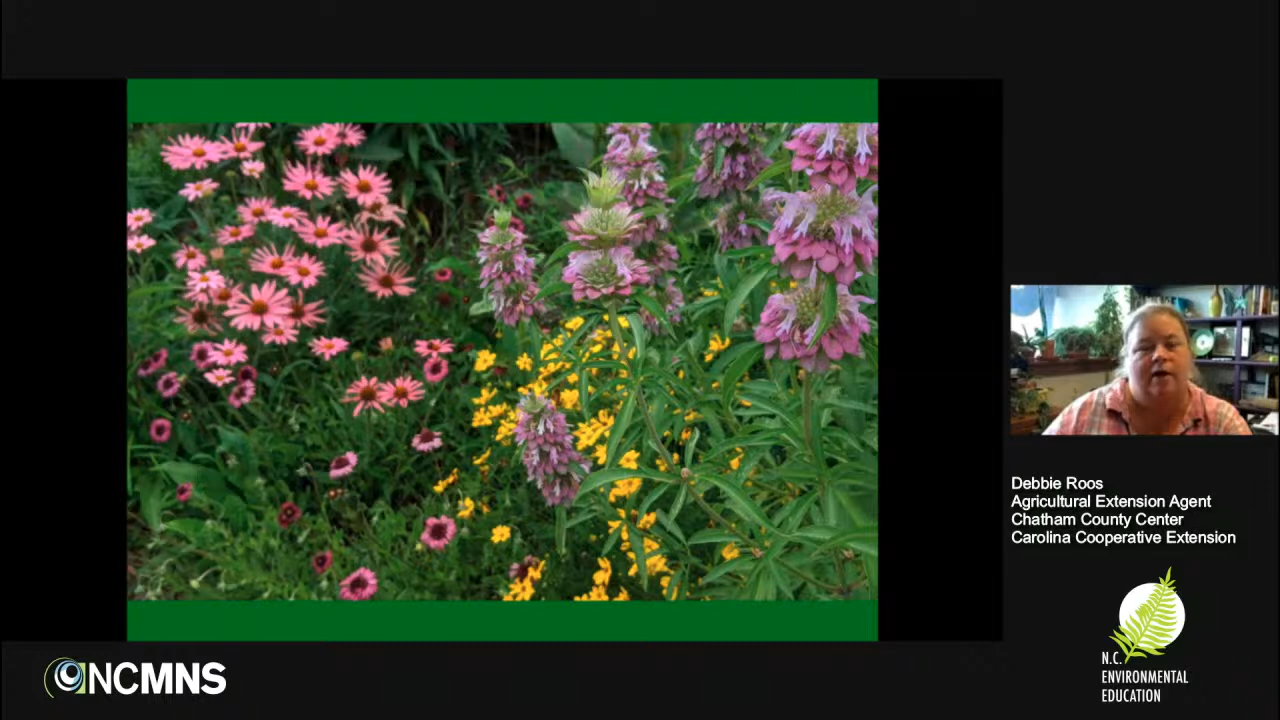 Debbie Roos
Agricultural Extension Agent
Chatham County Center
Carolina Cooperative Extension
NCMNS
N.C.
ENVIRONMENTAL
EDUCATION